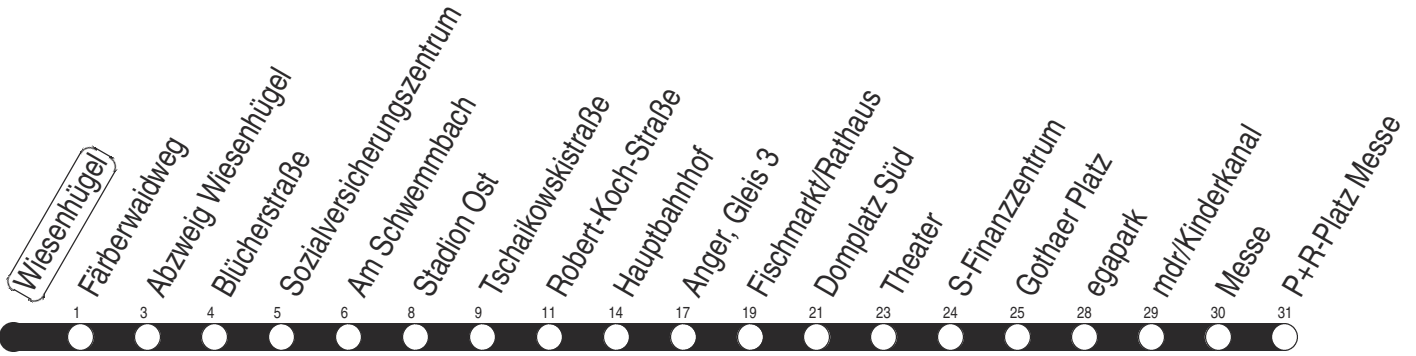 Wiesenhügel
Färberwaidweg
Abzweig Wiesenhügel
Blücherstraße
Sozialversicherungszentrum
Am Schwemmbach
Stadion Ost
Tschaikowskistraße
Robert-Koch-Straße
Hauptbahnhof
Anger, Gleis 3
Fischmarkt/Rathaus
Domplatz Süd
Theater
S-Finanzzentrum
Gothaer Platz
egapark
mdr/Kinderkanal
Messe
P+R-Platz Messe
1 3 4 5 6 8 9 11 14 17 19 21 23 24 25 28 29 30 31